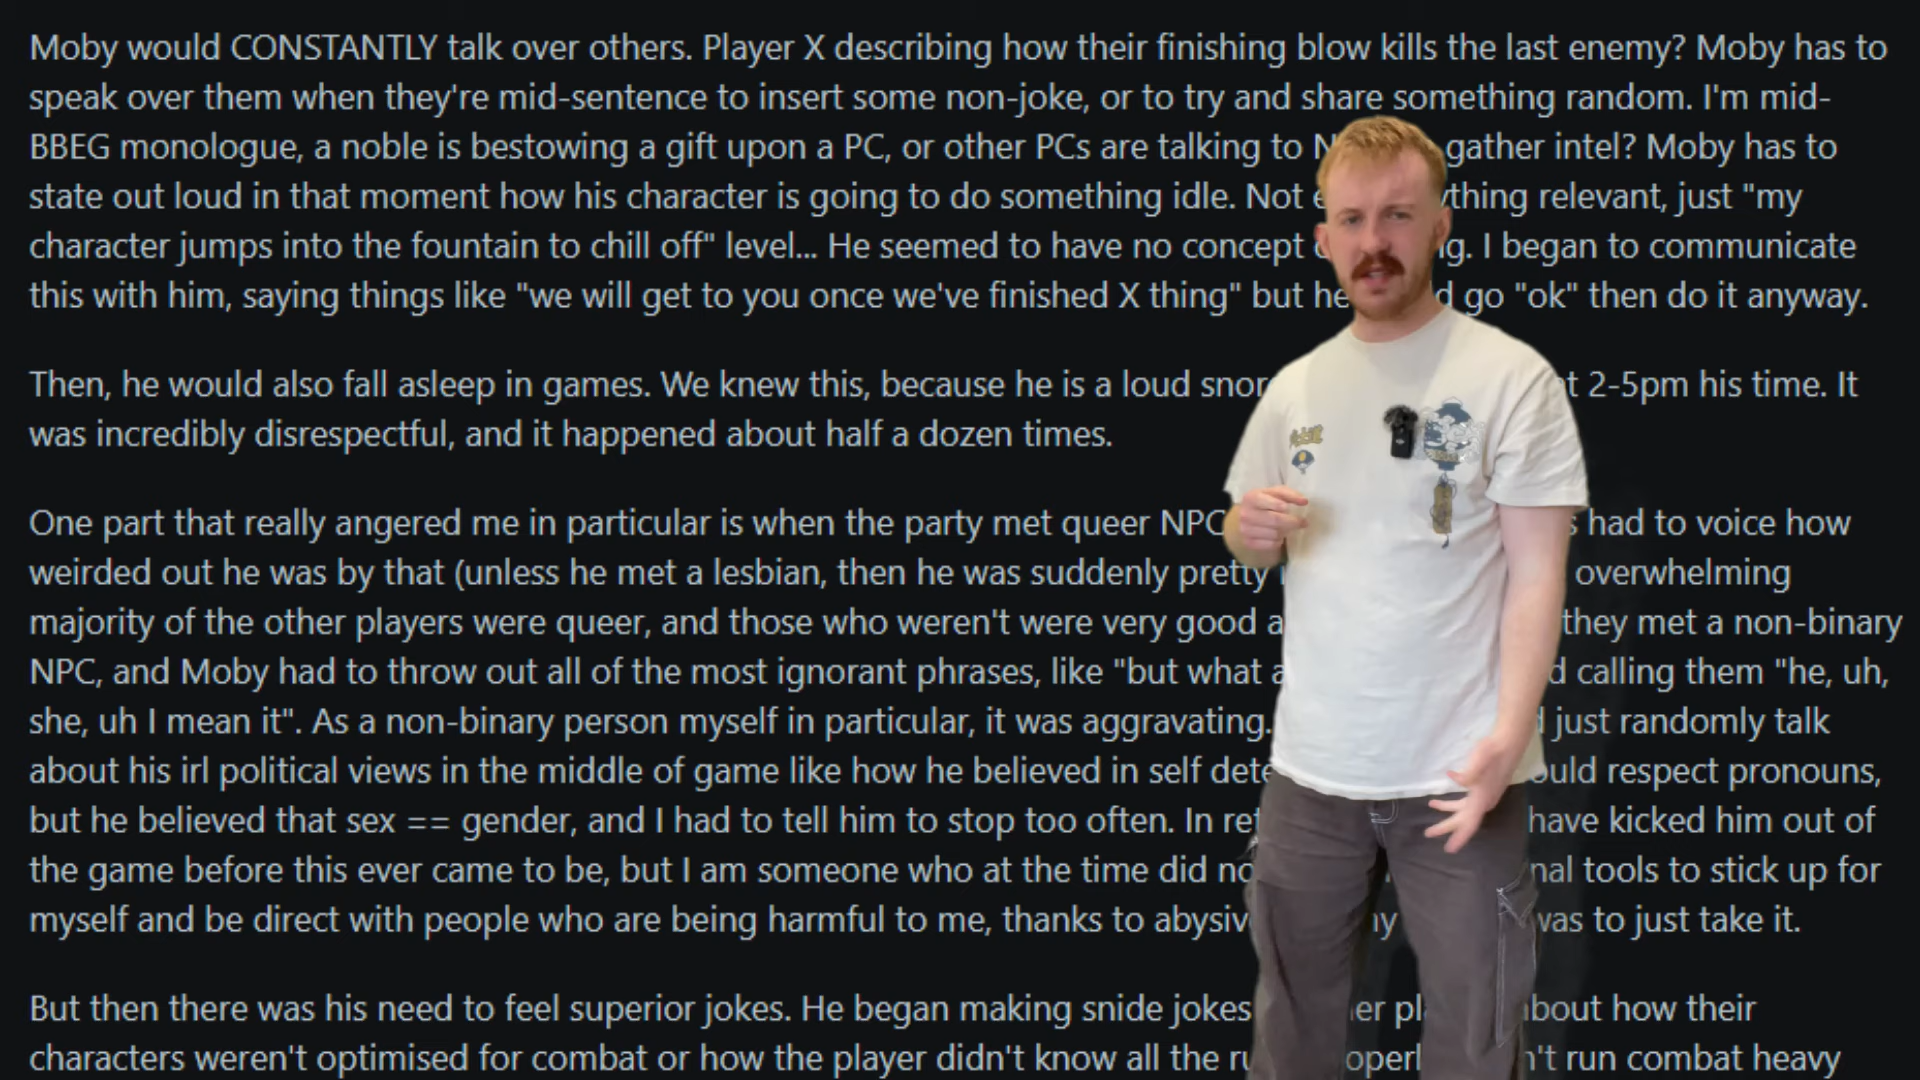 Moby would CONSTANTLY talk over others. Player X describing how their finishing blow kills the last enemy? Moby has to
speak over them when they're mid-sentence to insert some non-joke, or to try and share something random. I'm mid-
BBEG monologue, a noble is bestowing a gift upon a PC, or other PCs are talking to gather intel? Moby has to
state out loud in that moment how his character is going to do something idle. Not relevant, just "my
character jumps into the fountain to chill off" level... He seemed to have no concept I began to communicate
this with him, saying things like "we will get to you once we've finished X thing" but he go "ok" then do it anyway.
Then, he would also fall asleep in games. We knew this, because he is a loud 2-5pm his time. It
was incredibly disrespectful, and it happened about half a dozen times.
One part that really angered me in particular is when the party met queer had to voice how
weirded out he was by that (unless he met a lesbian, then he was suddenly pretty overwhelming
majority of the other players were queer, and those who weren't were very good they met a non-binary
NPC, and Moby had to throw out all of the most ignorant phrases, like "but what calling them "he, uh,
she, uh I mean it". As a non-binary person myself in particular, it was aggravating. just randomly talk
about his irl political views in the middle of game like how he believed in self respect pronouns,
but he believed that sex == gender, and I had to tell him to stop too often. In have kicked him out of
the game before this ever came to be, but I am someone who at the time did tools to stick up for
myself and be direct with people who are being harmful to me, thanks to was to just take it.
But then there was his need to feel superior jokes. He began making snide jokes about how their
characters weren't optimised for combat or how the player didn't know all the run combat heavy